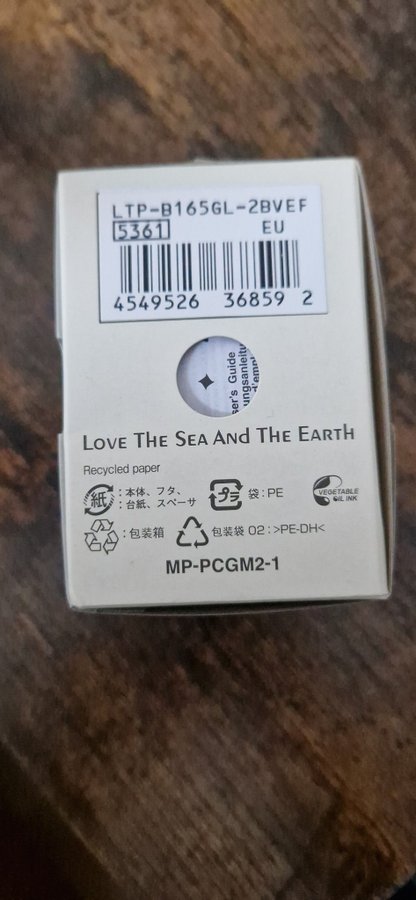 LTP-B165GL-2BVEF
5361 EU
4549526 36859 2
ser's Guide
LOVE THE SEA AND THE EARTH
Recycled paper
紙 : 本体、フタ、
: 台紙、スペーサ
プラ 袋 : PE
VEGETABLE
OIL INK
: 包装箱
包装袋 02 : >PE-DH<
MP-PCGM2-1